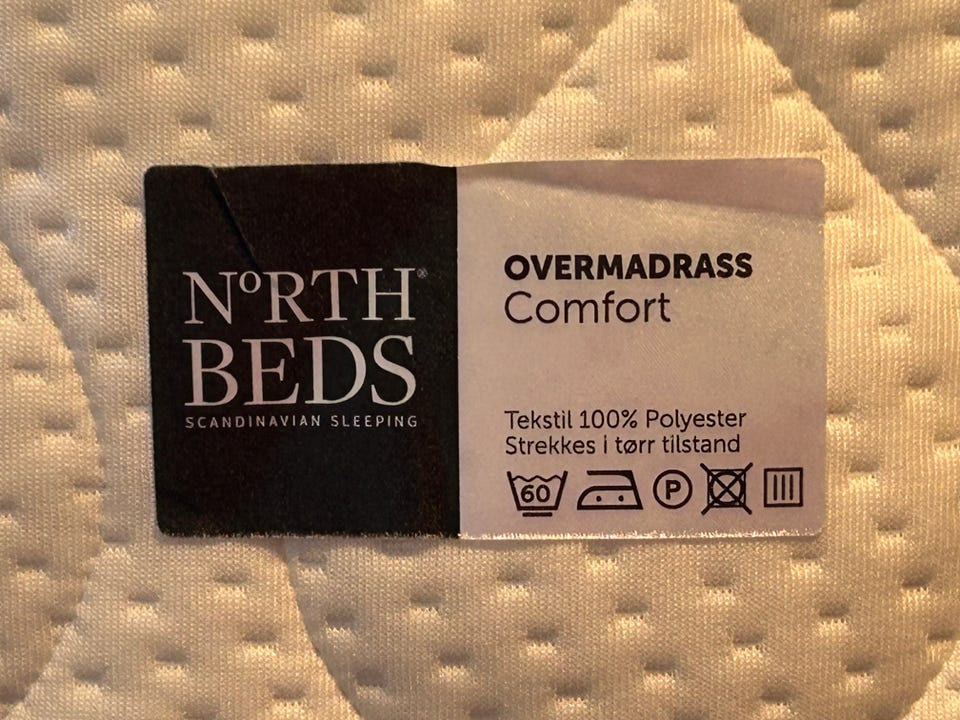 NORTH®
BEDS
SCANDINAVIAN SLEEPING
OVERMADRASS
Comfort
Tekstil 100% Polyester
Strekkes i tørr tilstand
60
P